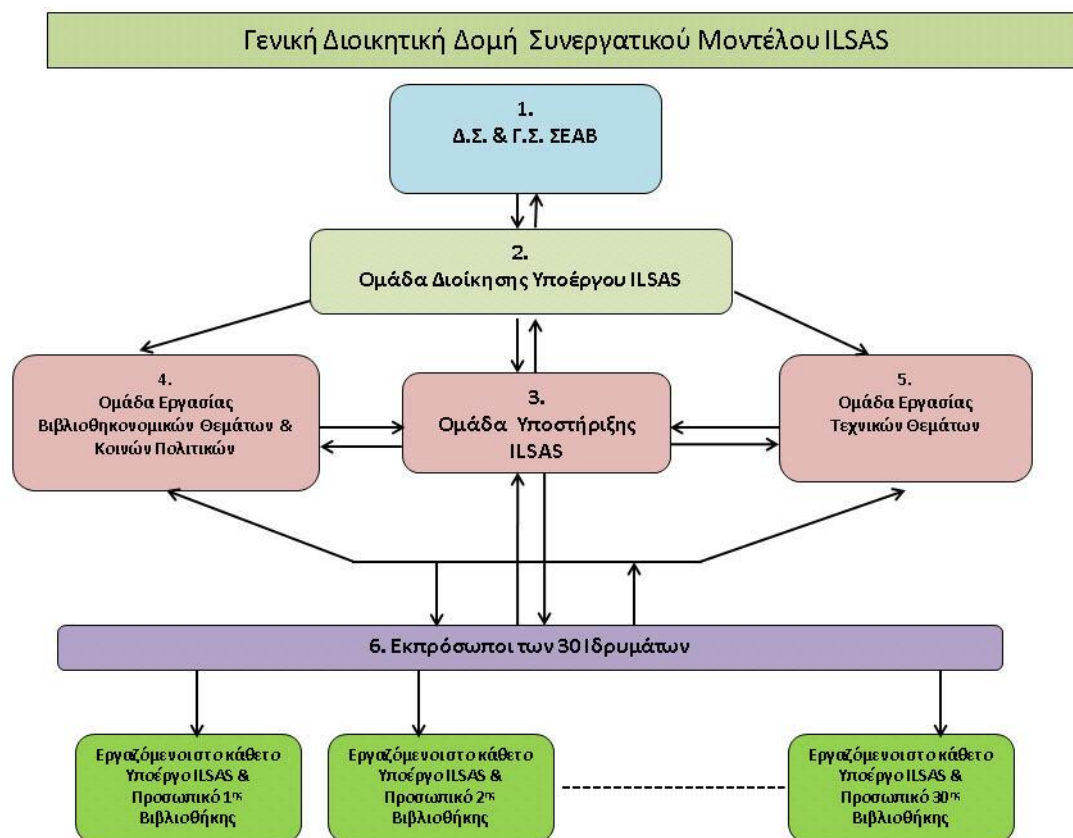 Γενική Διοικητική Δομή Συνεργατικού Μοντέλου ILSAS
1.
Δ.Σ. & Γ.Σ. ΣΕΑΒ
2.
Ομάδα Διοίκησης Υποέργου ILSAS
4.
Ομάδα Εργασίας
Βιβλιοθηκονομικών Θεμάτων &
Κοινών Πολιτικών
3.
Ομάδα Υποστήριξης
ILSAS
5.
Ομάδα Εργασίας
Τεχνικών Θεμάτων
6. Εκπρόσωποι των 30 Ιδρυμάτων
Εργαζόμενοι στο κάθετο
Υποέργο ILSAS &
Προσωπικό 1ης
Βιβλιοθήκης
Εργαζόμενοι στο κάθετο
Υποέργο ILSAS &
Προσωπικό 2ης
Βιβλιοθήκης
Εργαζόμενοι στο κάθετο
Υποέργο ILSAS &
Προσωπικό 30ης
Βιβλιοθήκης